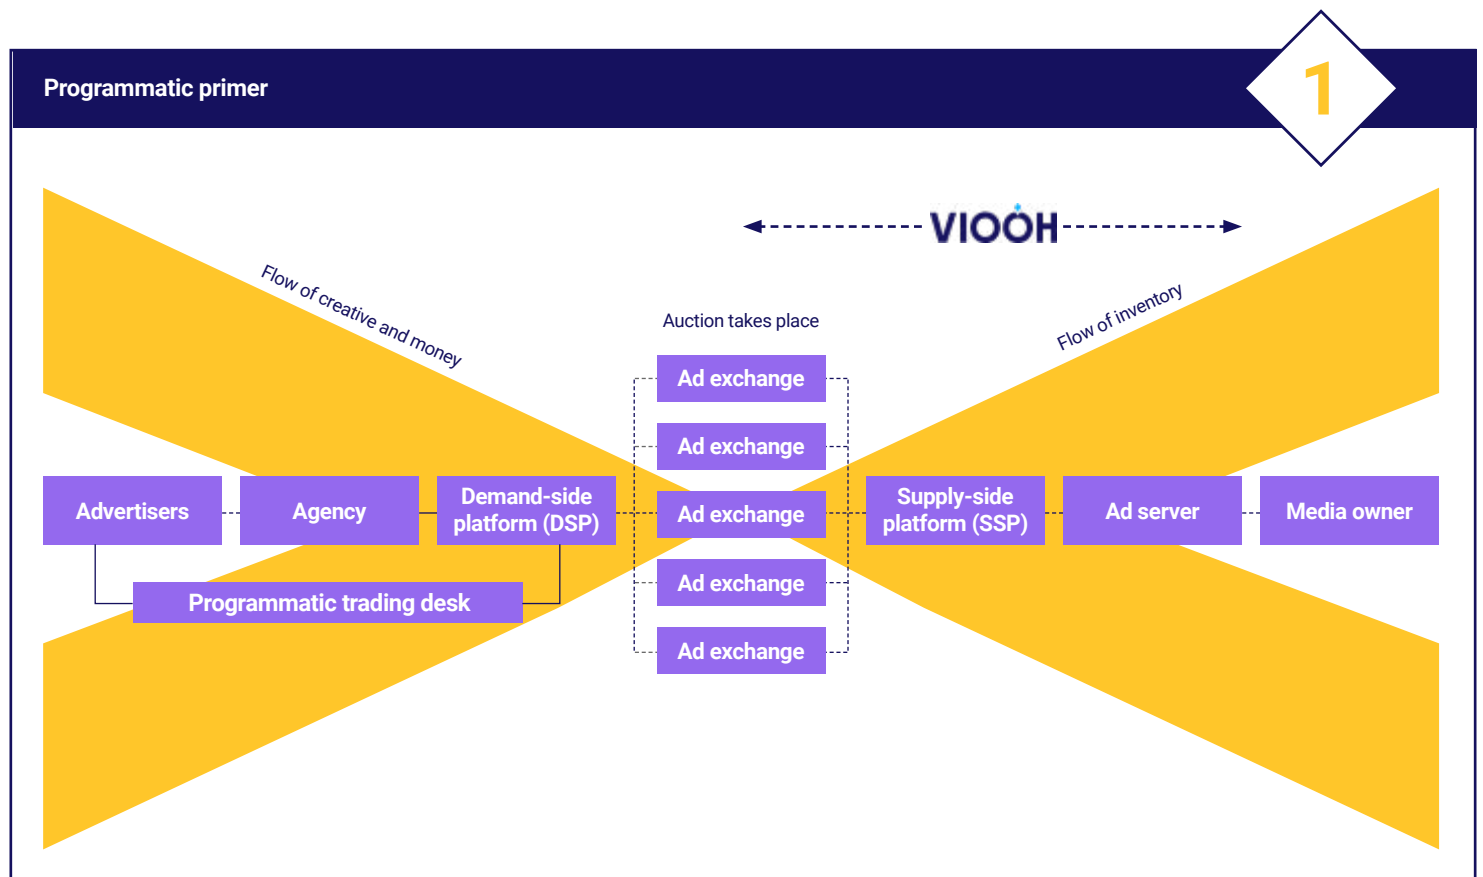 Programmatic primer
1
VIOOH
Flow of creative and money
Auction takes place
Flow of inventory
Ad exchange
Ad exchange
Ad exchange
Ad exchange
Ad exchange
Advertisers
Agency
Demand-side
platform (DSP)
Supply-side
platform (SSP)
Ad server
Media owner
Programmatic trading desk